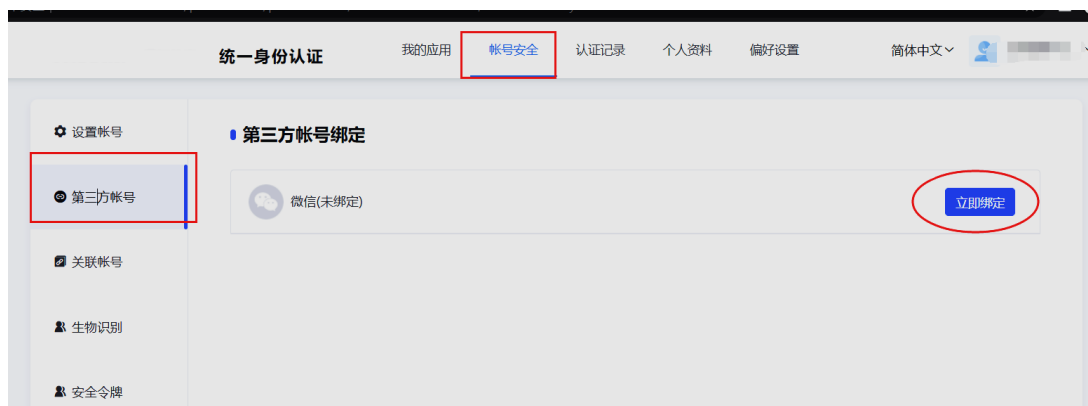 统一身份认证
我的应用
帐号安全
认证记录
个人资料
偏好设置
简体中文
设置帐号
第三方帐号
关联帐号
生物识别
安全令牌
第三方帐号绑定
微信(未绑定)
立即绑定